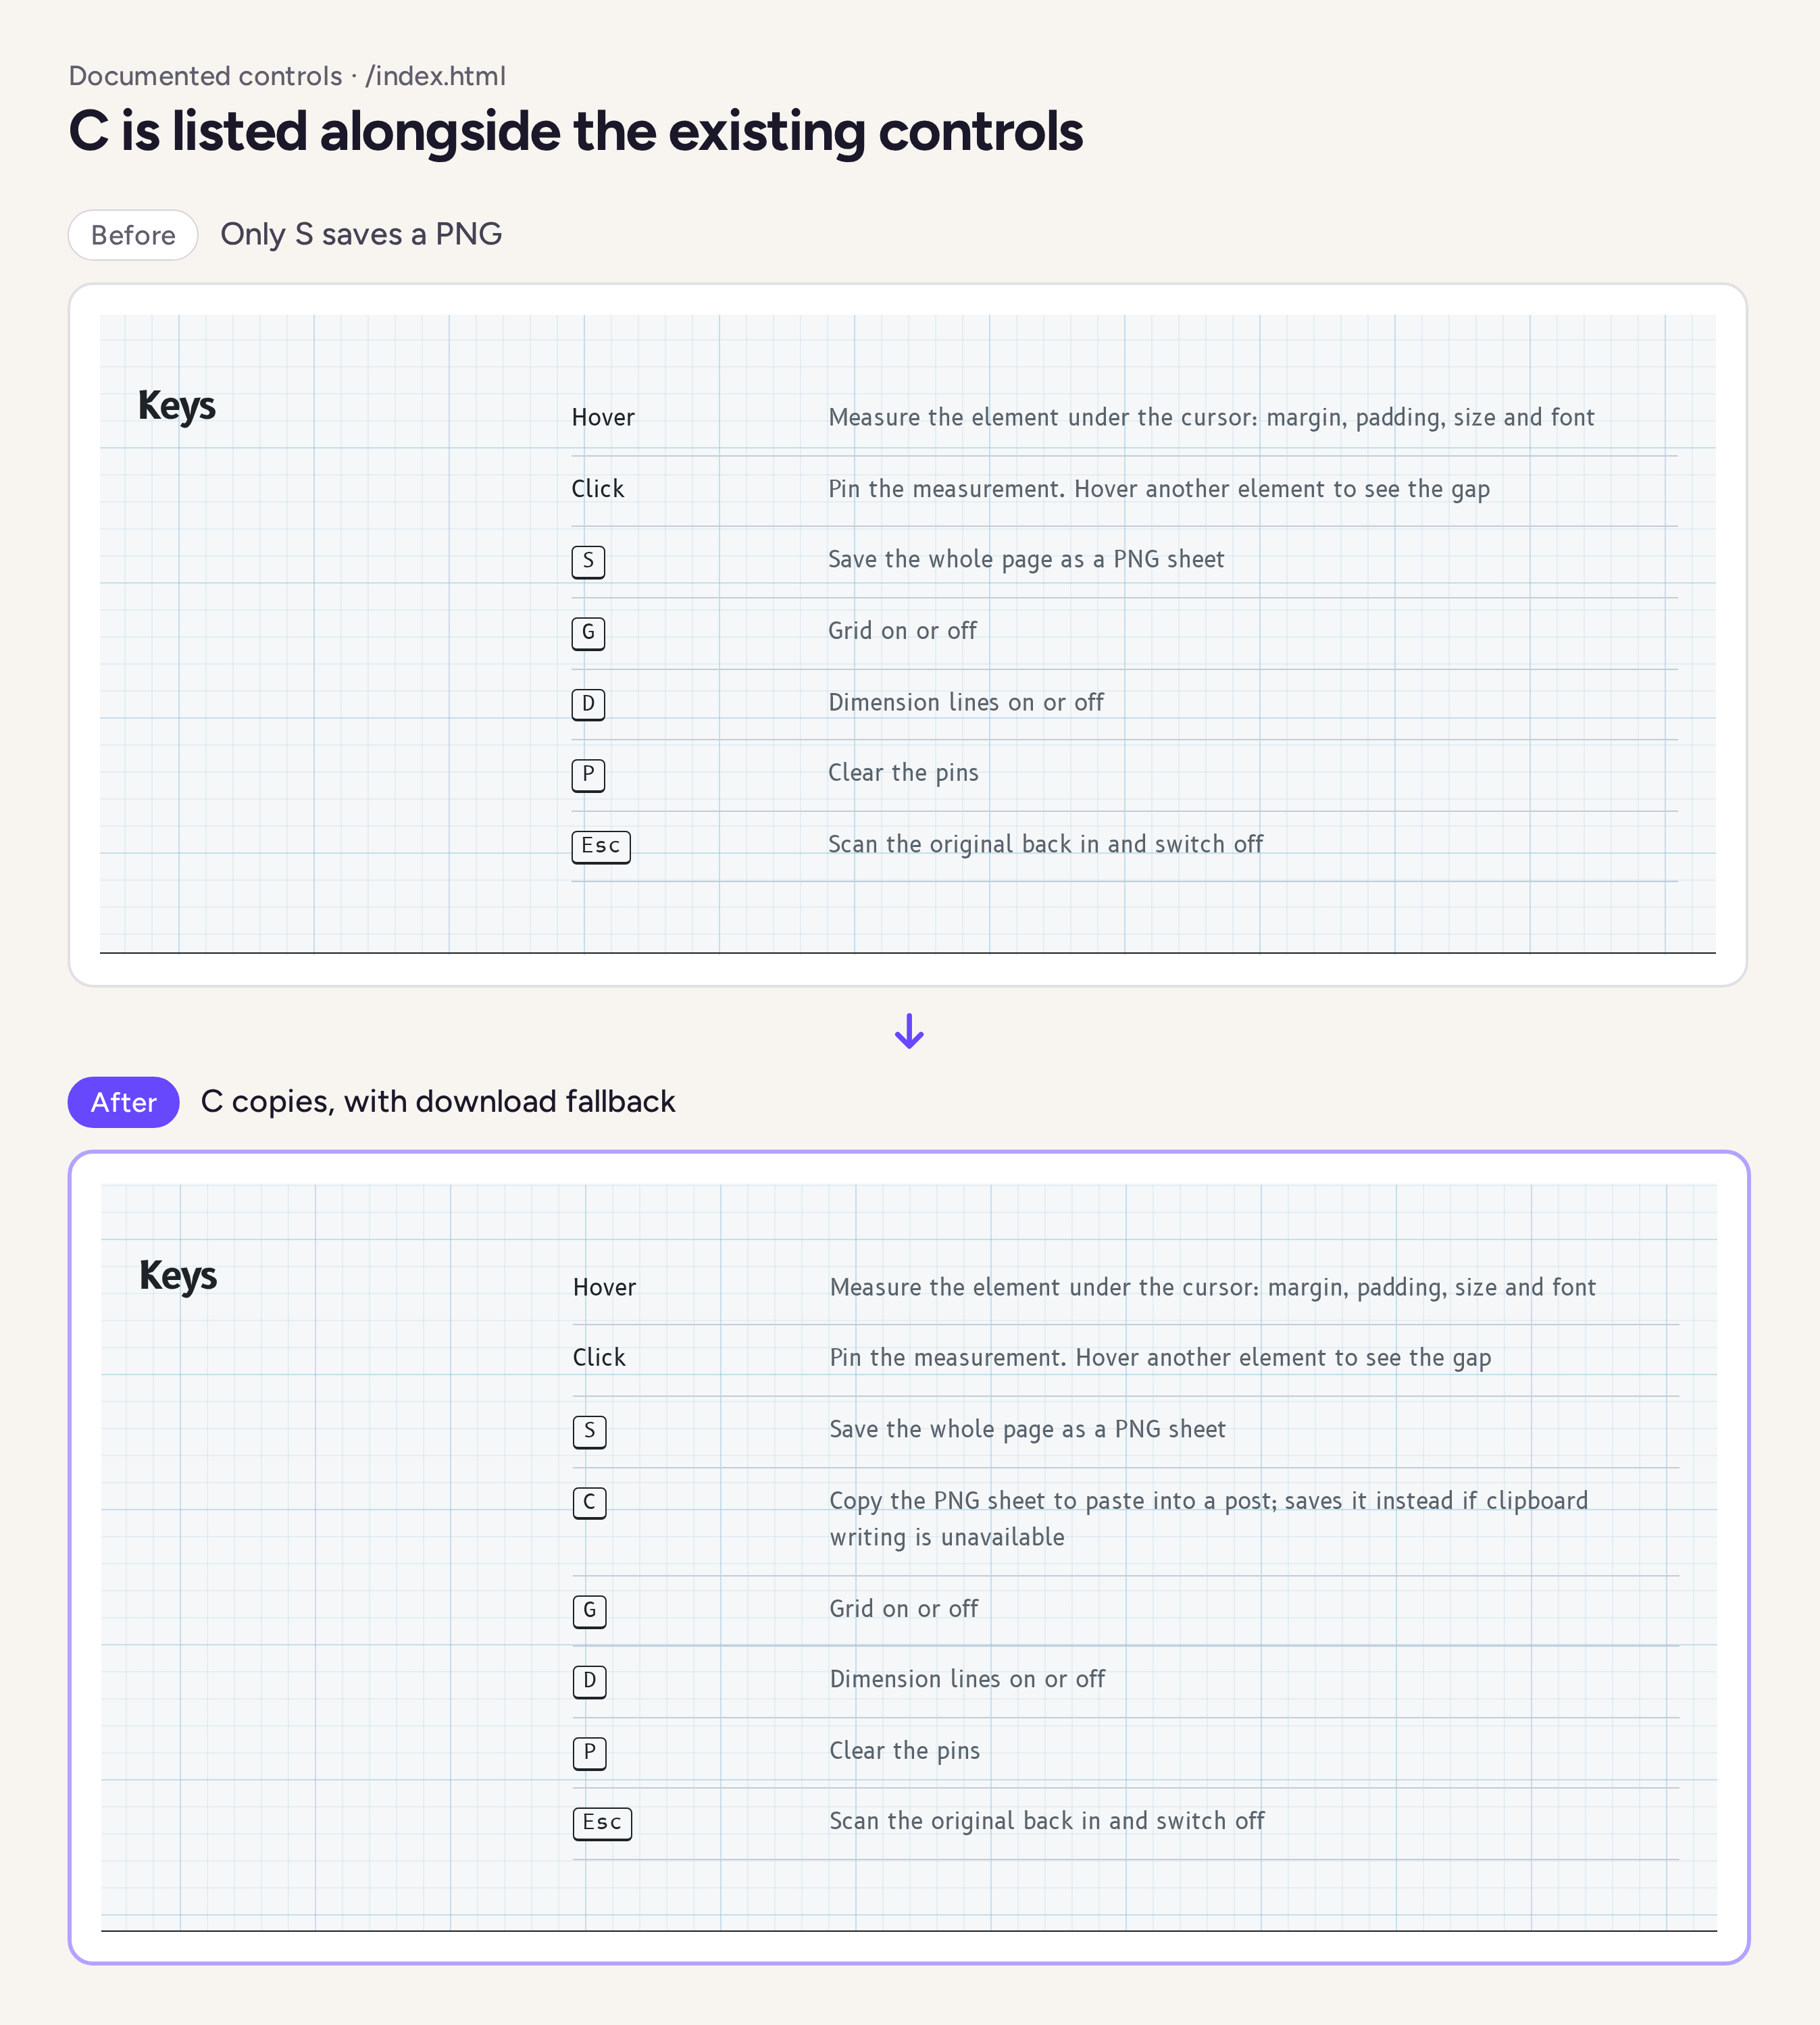 Documented controls · /index.html
C is listed alongside the existing controls
Before Only S saves a PNG
Keys
Hover Measure the element under the cursor: margin, padding, size and font
Click Pin the measurement. Hover another element to see the gap
S Save the whole page as a PNG sheet
G Grid on or off
D Dimension lines on or off
P Clear the pins
Esc Scan the original back in and switch off
After C copies, with download fallback
Keys
Hover Measure the element under the cursor: margin, padding, size and font
Click Pin the measurement. Hover another element to see the gap
S Save the whole page as a PNG sheet
C Copy the PNG sheet to paste into a post; saves it instead if clipboard
writing is unavailable
G Grid on or off
D Dimension lines on or off
P Clear the pins
Esc Scan the original back in and switch off